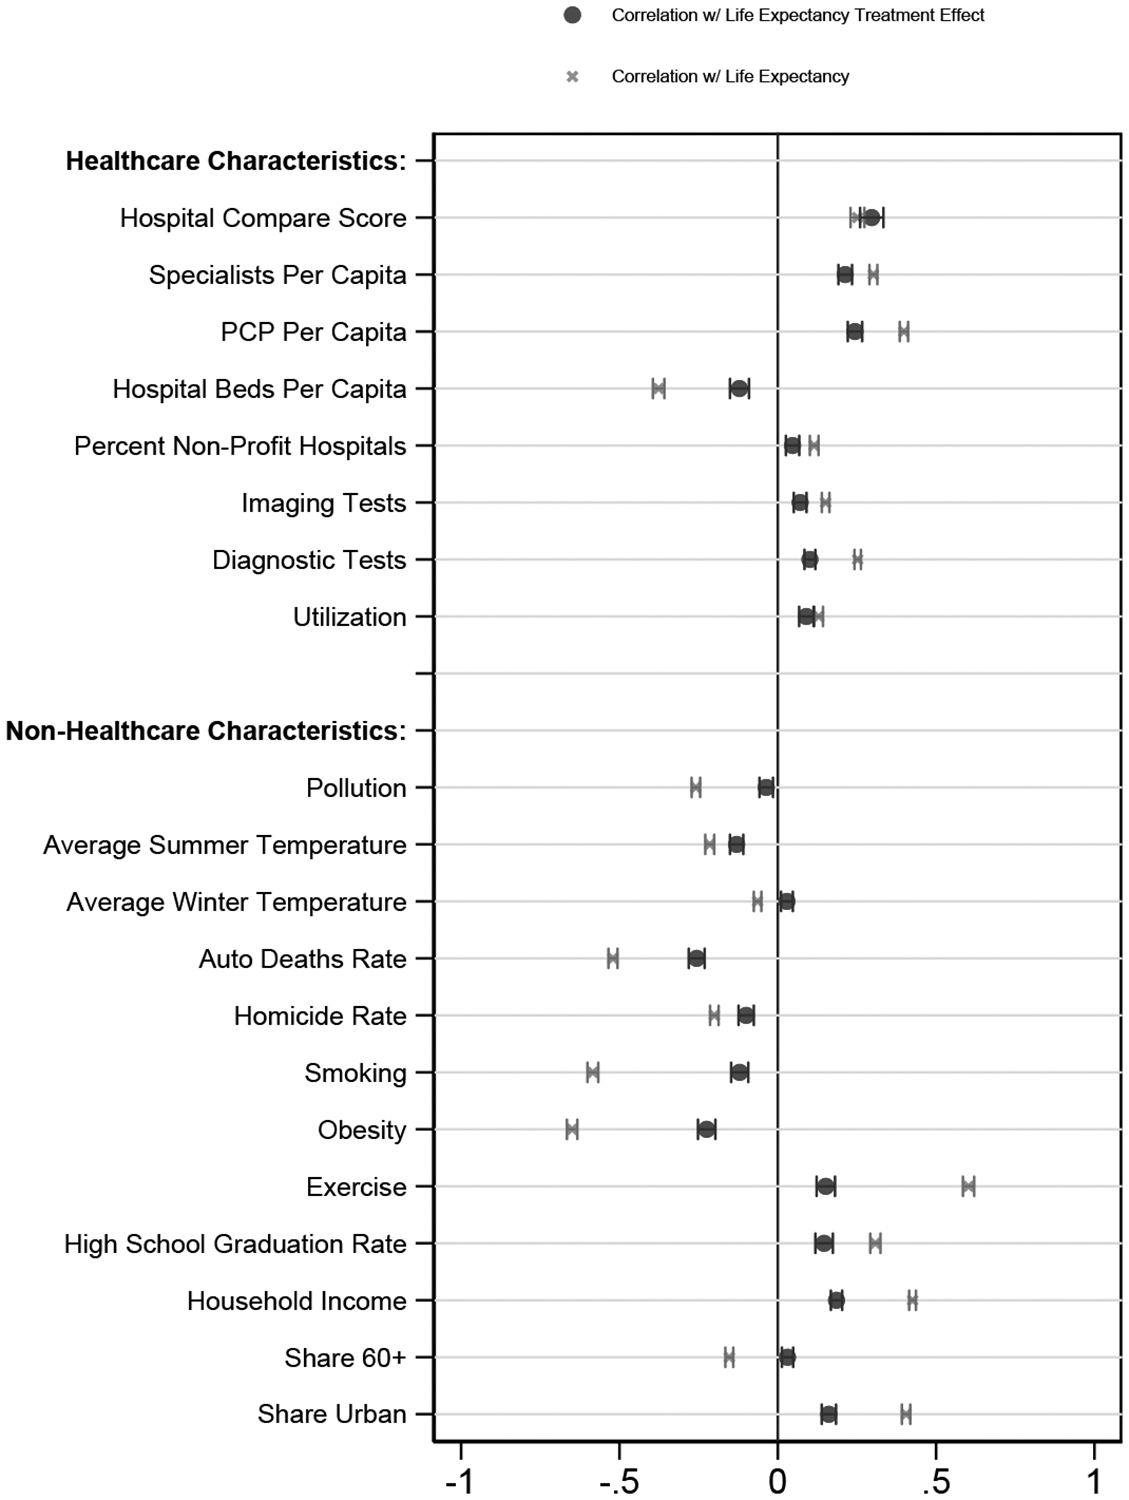 Correlation w/ Life Expectancy Treatment Effect
Correlation w/ Life Expectancy
Healthcare Characteristics:
Hospital Compare Score
Specialists Per Capita
PCP Per Capita
Hospital Beds Per Capita
Percent Non-Profit Hospitals
Imaging Tests
Diagnostic Tests
Utilization
Non-Healthcare Characteristics:
Pollution
Average Summer Temperature
Average Winter Temperature
Auto Deaths Rate
Homicide Rate
Smoking
Obesity
Exercise
High School Graduation Rate
Household Income
Share 60+
Share Urban
-1 -.5 0 .5 1